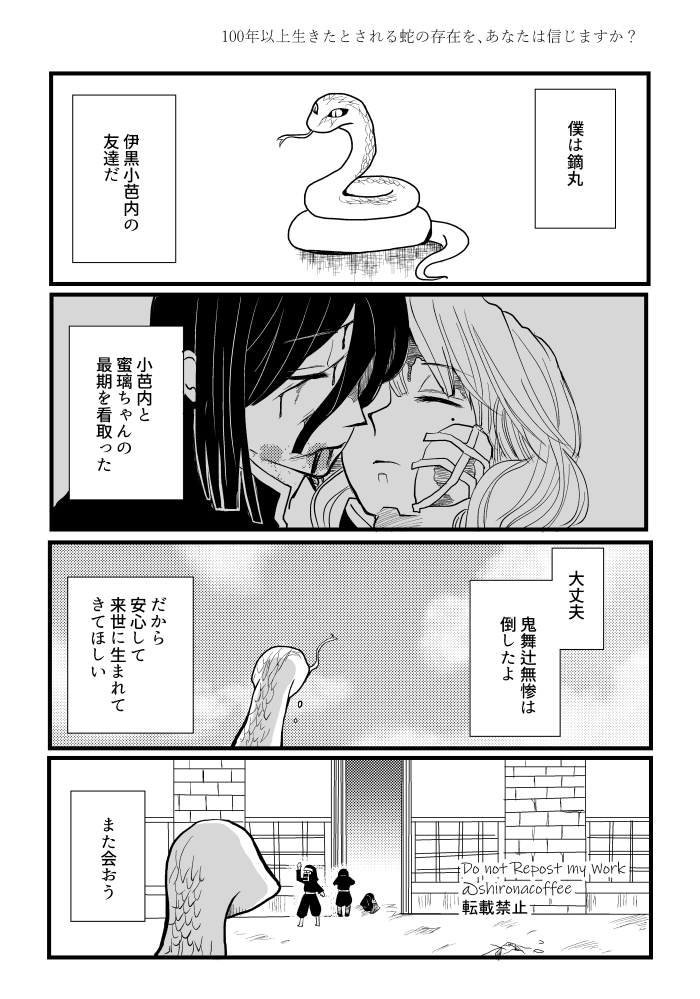 100年以上生きたとされる蛇の存在を、あなたは信じますか？
僕は鏑丸
伊黒小芭内の
友達だ
小芭内と
蜜璃ちゃんの
最期を看取った
大丈夫
鬼舞辻無惨は
倒したよ
だから
安心して
来世に生まれて
きてほしい
また会おう
Do not Repost my Work
@shironacoffee
転載禁止